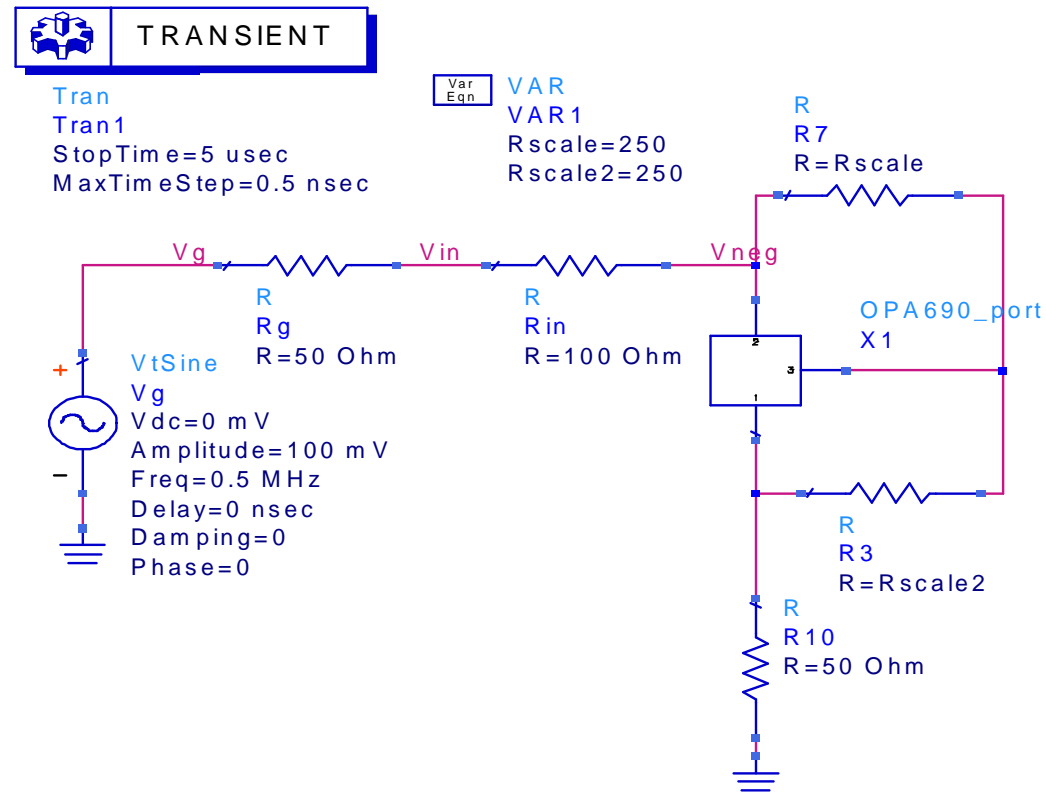 TRANSIENT
Tran
Tran1
StopTime=5 usec
MaxTimeStep=0.5 nsec
Var
Eqn
VAR
VAR1
Rscale=250
Rscale2=250
R
R7
R=Rscale
Vg
Vin
Vneg
R
Rg
R=50 Ohm
R
Rin
R=100 Ohm
OPA690_port
X1
2
3
1
+
VtSine
Vg
Vdc=0 mV
Amplitude=100 mV
Freq=0.5 MHz
Delay=0 nsec
Damping=0
Phase=0
−
R
R3
R=Rscale2
R
R10
R=50 Ohm